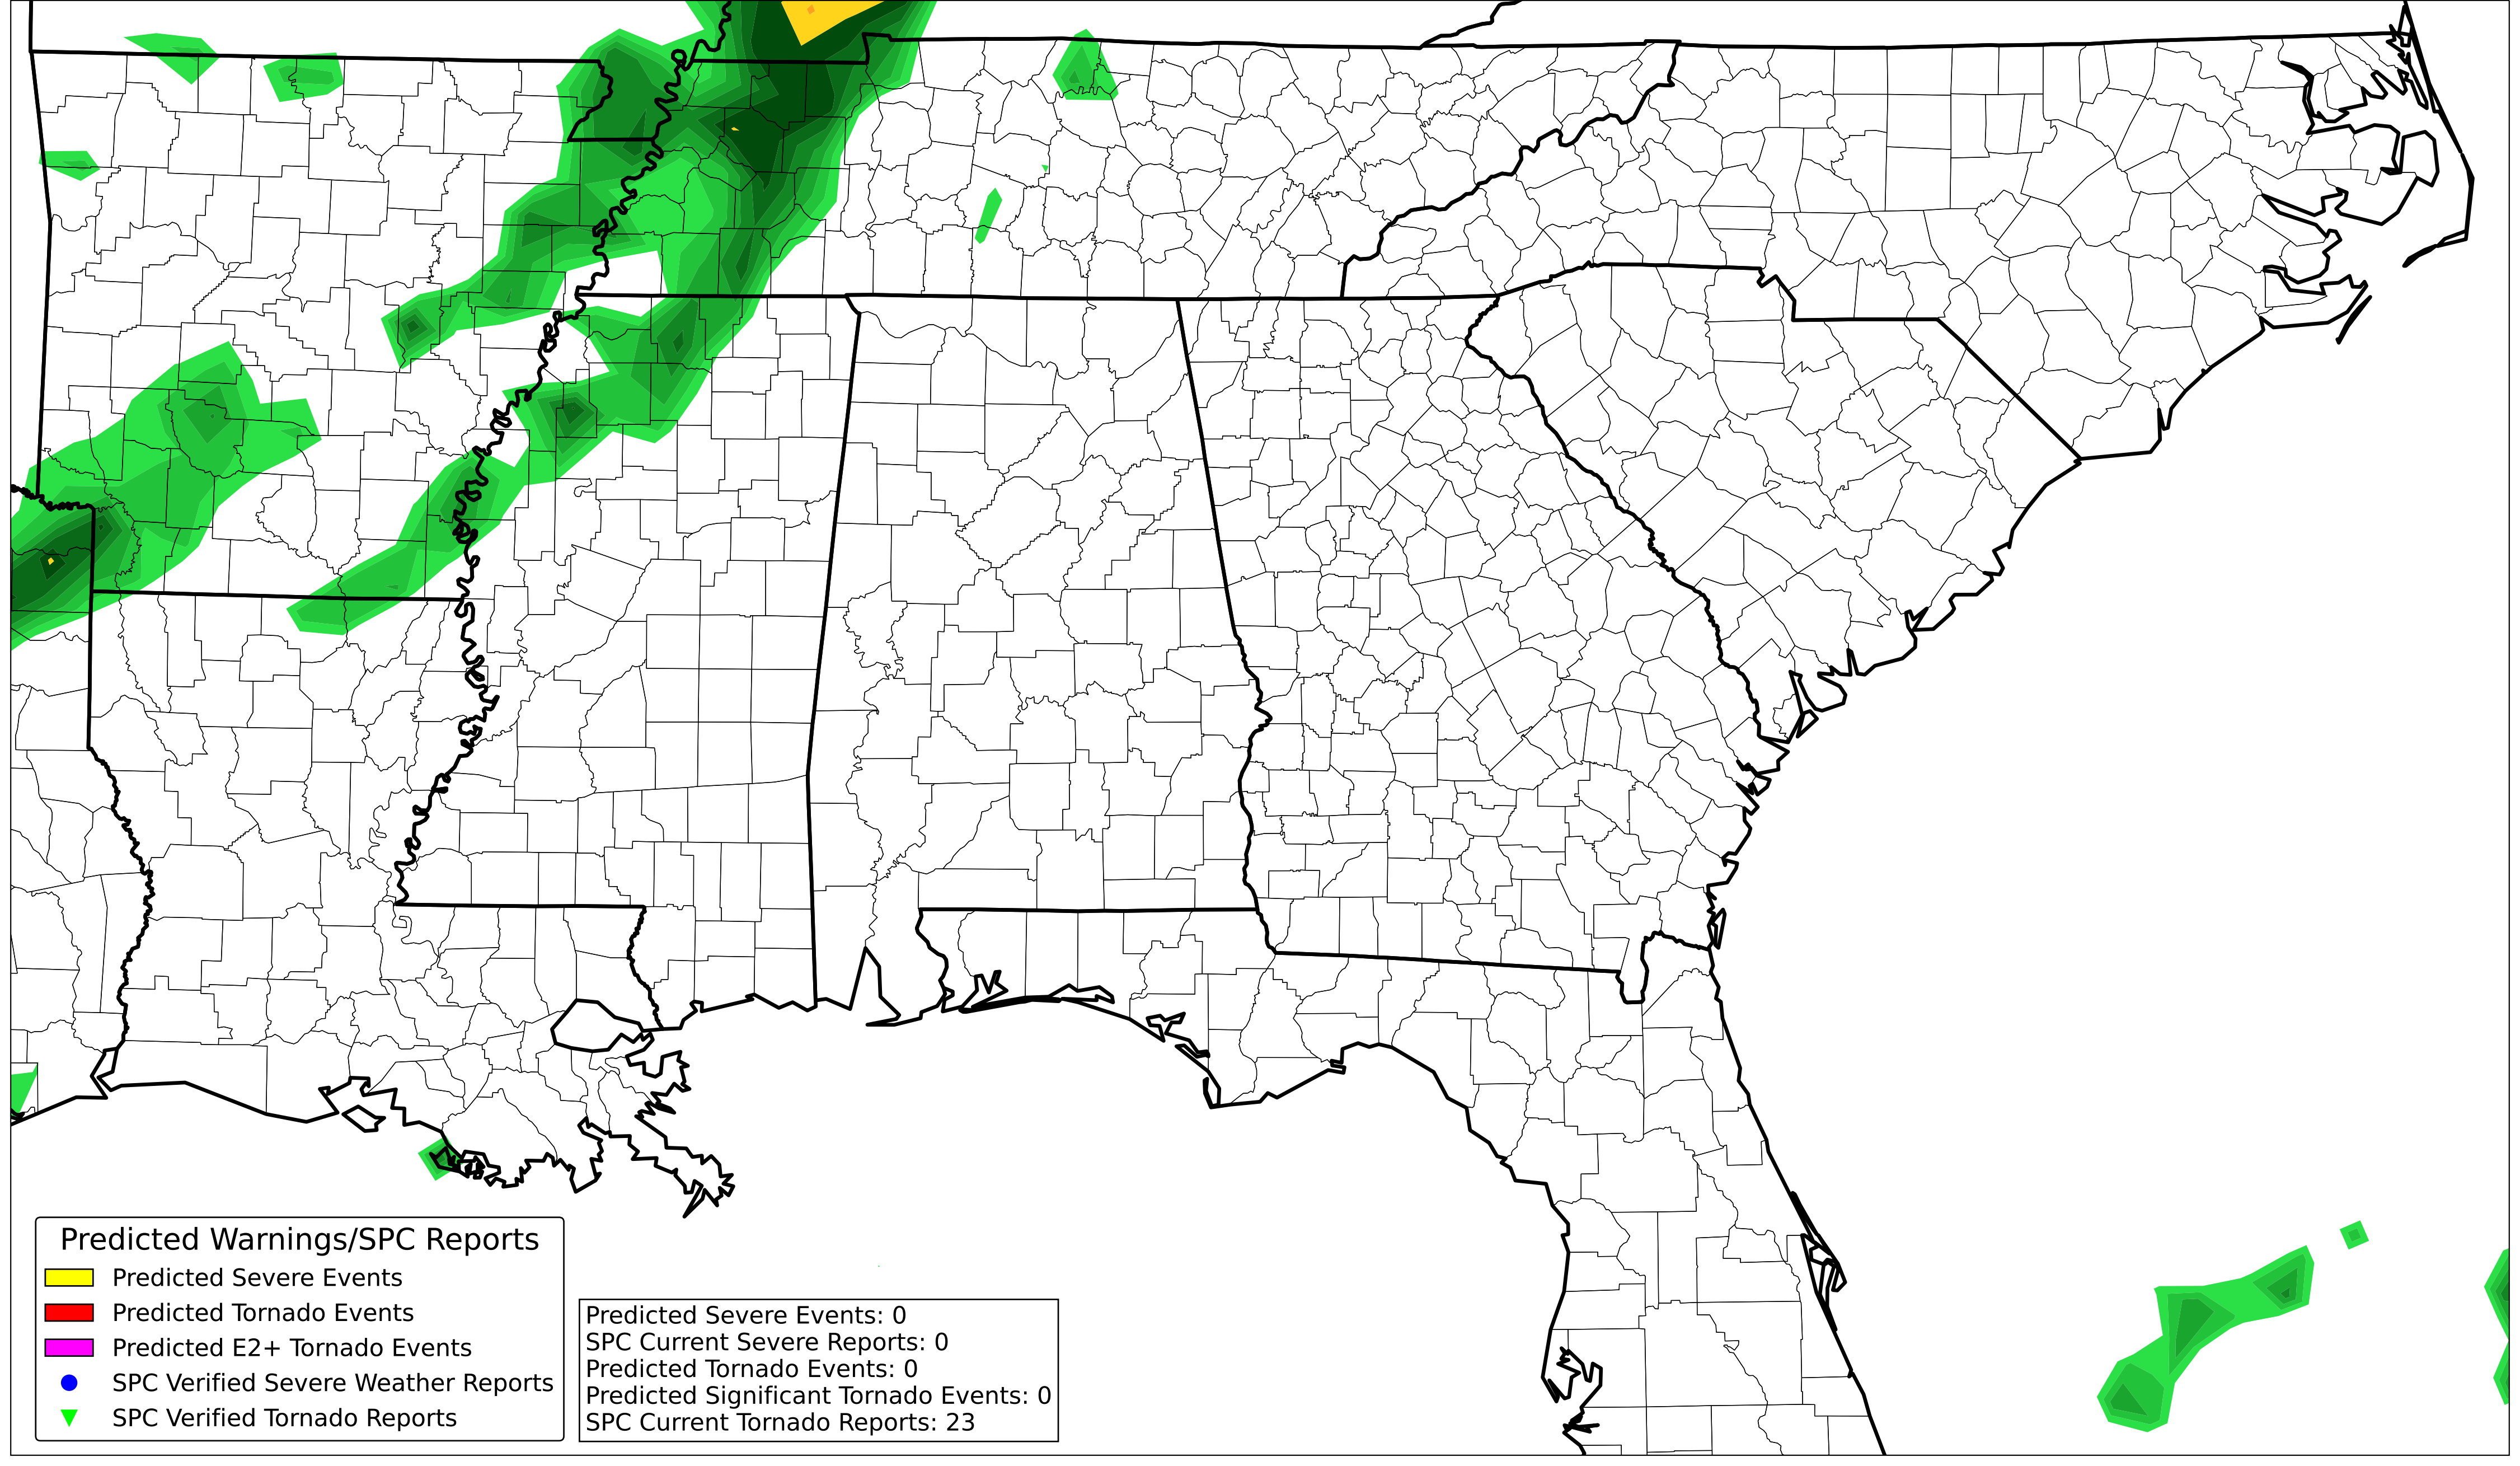 Predicted Warnings/SPC Reports
Predicted Severe Events
Predicted Tornado Events
Predicted E2+ Tornado Events
SPC Verified Severe Weather Reports
SPC Verified Tornado Reports
Predicted Severe Events: 0
SPC Current Severe Reports: 0
Predicted Tornado Events: 0
Predicted Significant Tornado Events: 0
SPC Current Tornado Reports: 23